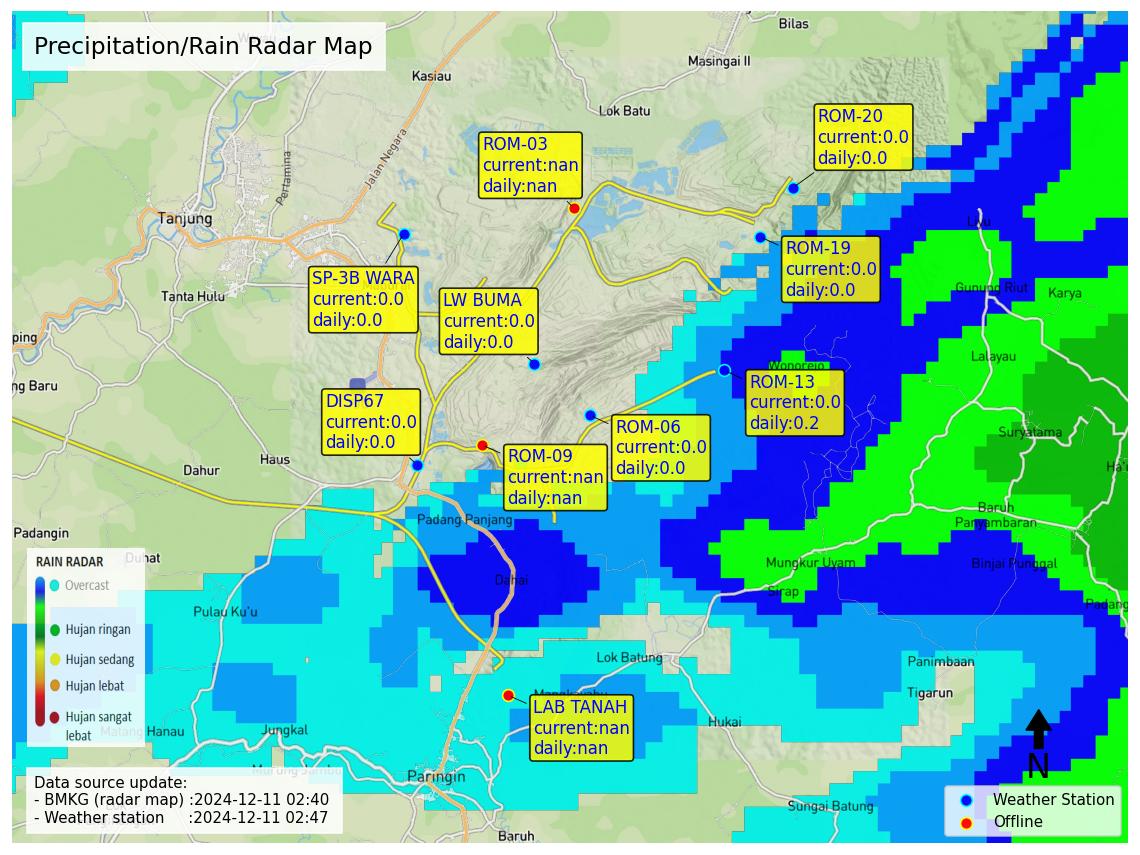 Precipitation/Rain Radar Map
Bilas
Masingai II
Kasiau
Lok Batu
Jalan Negara
Pertamina
Tanjung
Tanta Hulu
ping
ng Baru
ROM-03
current:nan
daily:nan
ROM-20
current:0.0
daily:0.0
ROM-19
current:0.0
daily:0.0
SP-3B WARA
current:0.0
daily:0.0
LW BUMA
current:0.0
daily:0.0
Liyu
Gunung Riut
Karya
Lalayau
Wonorejo
ROM-13
current:0.0
daily:0.2
DISP67
current:0.0
daily:0.0
ROM-06
current:0.0
daily:0.0
ROM-09
current:nan
daily:nan
Suryatama
Ha'u
Haus
Dahur
Padangin
Duhat
Padang Panjang
Baruh
Panyambaran
Mungkur Uyam
Binjai Punggal
Sirap
Padang
Dahai
Pulau Ku'u
RAIN RADAR
Overcast
Hujan ringan
Hujan sedang
Hujan lebat
Hujan sangat
lebat
Lok Batung
Panimbaan
Tigarun
LAB TANAH
current:nan
daily:nan
Hukai
Matang Hanau
Jungkal
Paringin
Sungai Batung
Baruh
Data source update:
- BMKG (radar map) :2024-12-11 02:40
- Weather station :2024-12-11 02:47
N
Weather Station
Offline